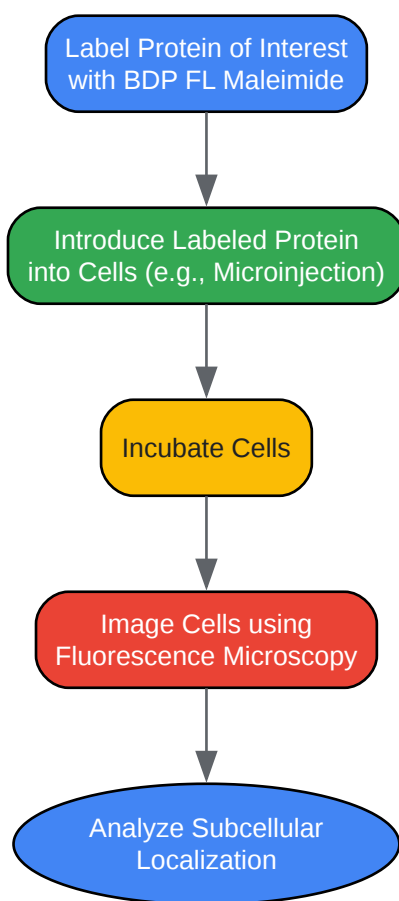 Label Protein of Interest
with BDP FL Maleimide
Introduce Labeled Protein
into Cells (e.g., Microinjection)
Incubate Cells
Image Cells using
Fluorescence Microscopy
Analyze Subcellular
Localization